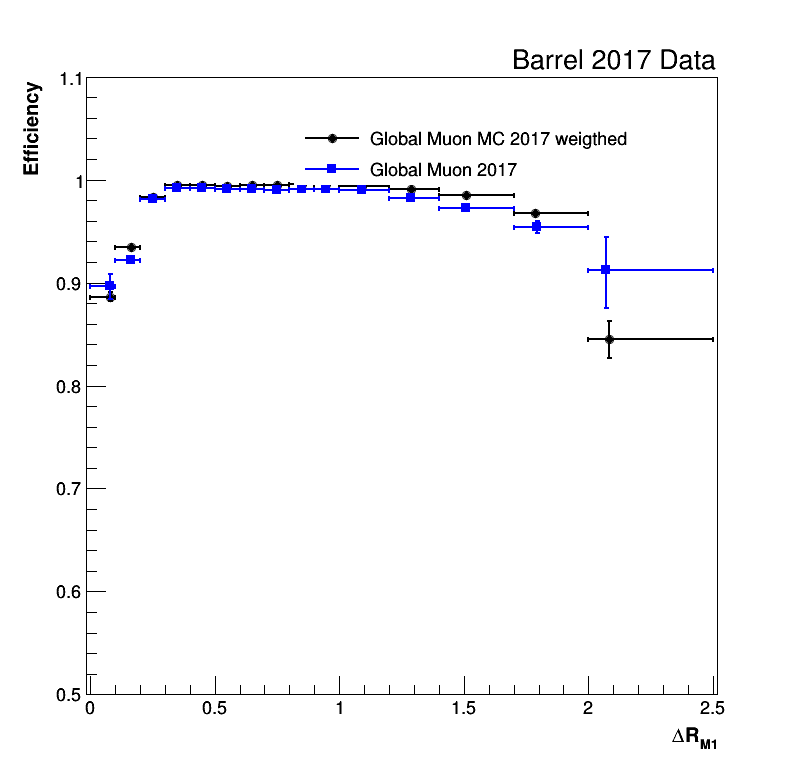 Barrel 2017 Data
Efficiency
1.1
Global Muon MC 2017 weigthed
Global Muon 2017
1
0.9
0.8
0.7
0.6
0.5
0 0.5 1 1.5 2 2.5
ΔR_M1